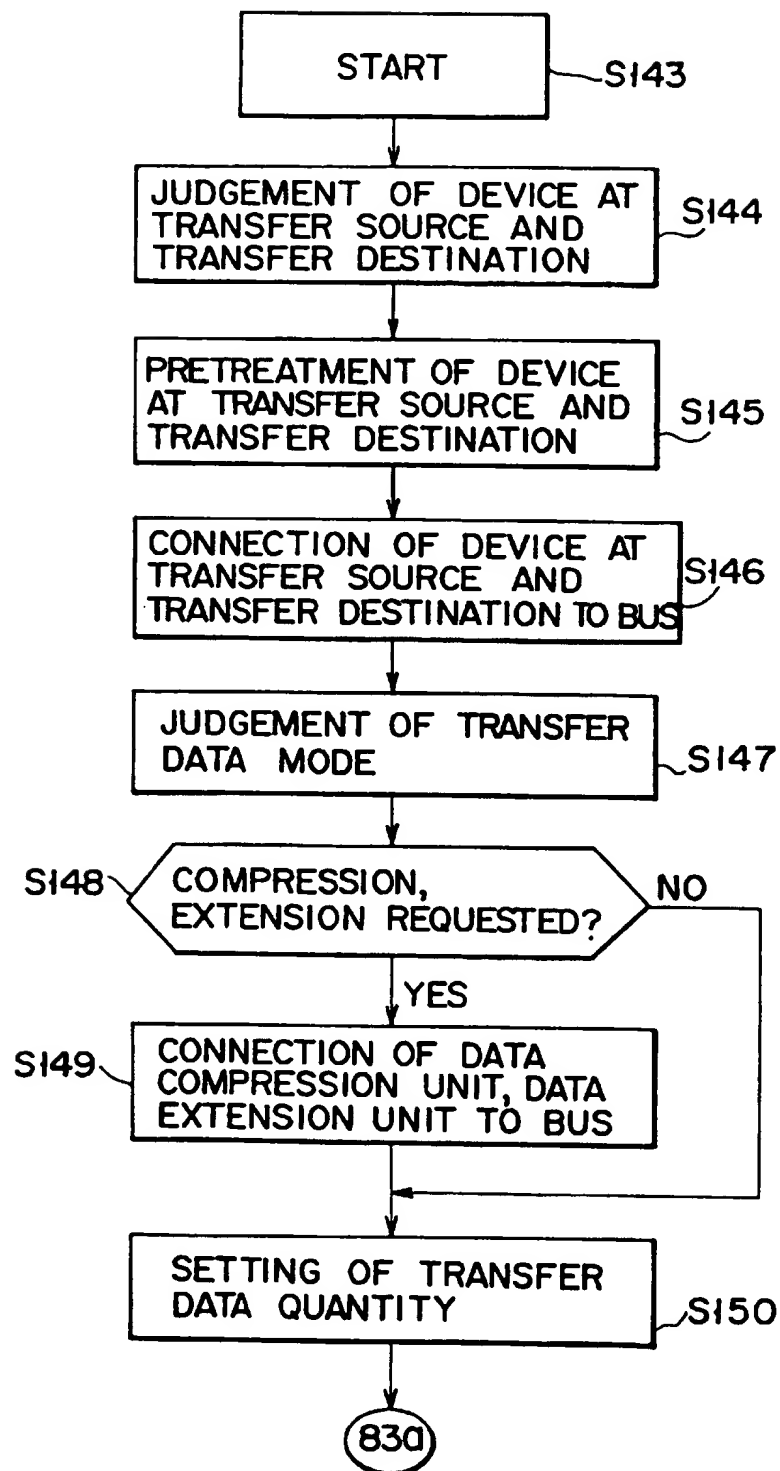 START
S143
JUDGEMENT OF DEVICE AT
TRANSFER SOURCE AND
TRANSFER DESTINATION
S144
PRETREATMENT OF DEVICE
AT TRANSFER SOURCE AND
TRANSFER DESTINATION
S145
CONNECTION OF DEVICE AT
TRANSFER SOURCE AND
TRANSFER DESTINATION TO BUS
S146
JUDGEMENT OF TRANSFER
DATA MODE
S147
S148
COMPRESSION,
EXTENSION REQUESTED?
NO
YES
S149
CONNECTION OF DATA
COMPRESSION UNIT, DATA
EXTENSION UNIT TO BUS
SETTING OF TRANSFER
DATA QUANTITY
S150
83a